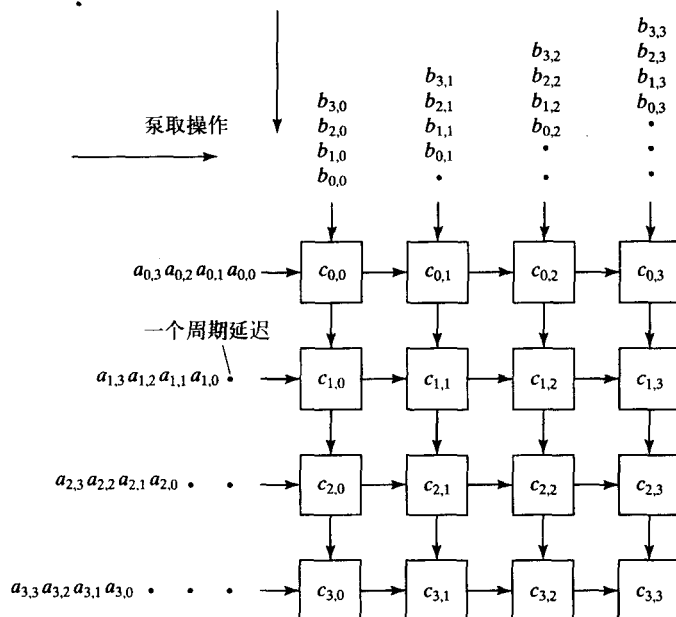 b3,3
b3,2 b2,3
b3,1 b2,2 b1,3
b3,0 b2,1 b1,2 b0,3
泵取操作 b2,0 b1,1 b0,2
b1,0 b0,1
b0,0
a0,3 a0,2 a0,1 a0,0 c0,0 c0,1 c0,2 c0,3
一个周期延迟
a1,3 a1,2 a1,1 a1,0 c1,0 c1,1 c1,2 c1,3
a2,3 a2,2 a2,1 a2,0 c2,0 c2,1 c2,2 c2,3
a3,3 a3,2 a3,1 a3,0 c3,0 c3,1 c3,2 c3,3